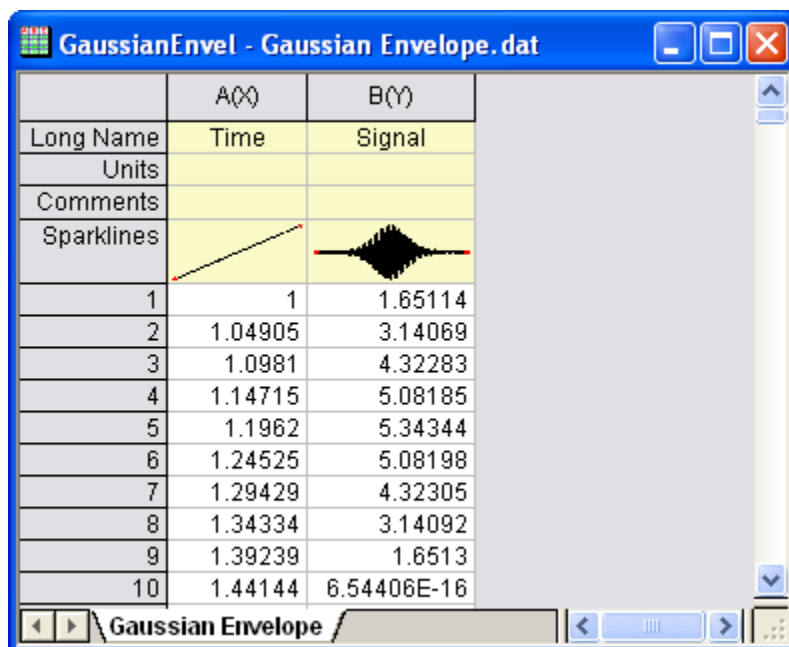 GaussianEnvel - Gaussian Envelope.dat
A(X) B(Y)
Long Name Time Signal
Units
Comments
Sparklines
1 1 1.65114
2 1.04905 3.14069
3 1.0981 4.32283
4 1.14715 5.08185
5 1.1962 5.34344
6 1.24525 5.08198
7 1.29429 4.32305
8 1.34334 3.14092
9 1.39239 1.6513
10 1.44144 6.54406E-16
Gaussian Envelope